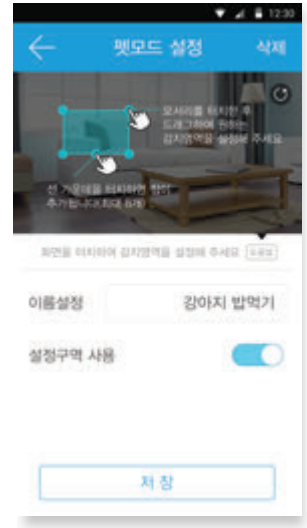 12:30
펫모드 설정
삭제
모서리를 터치한 후
드래그하여 원하는
감지영역을 설정해 주세요
선 가운데을 터치하면 점이
추가됩니다(최대 8개)
화면을 터치하여 감지영역을 설정해 주세요
이름설정
강아지 밥먹기
설정구역 사용
저 장